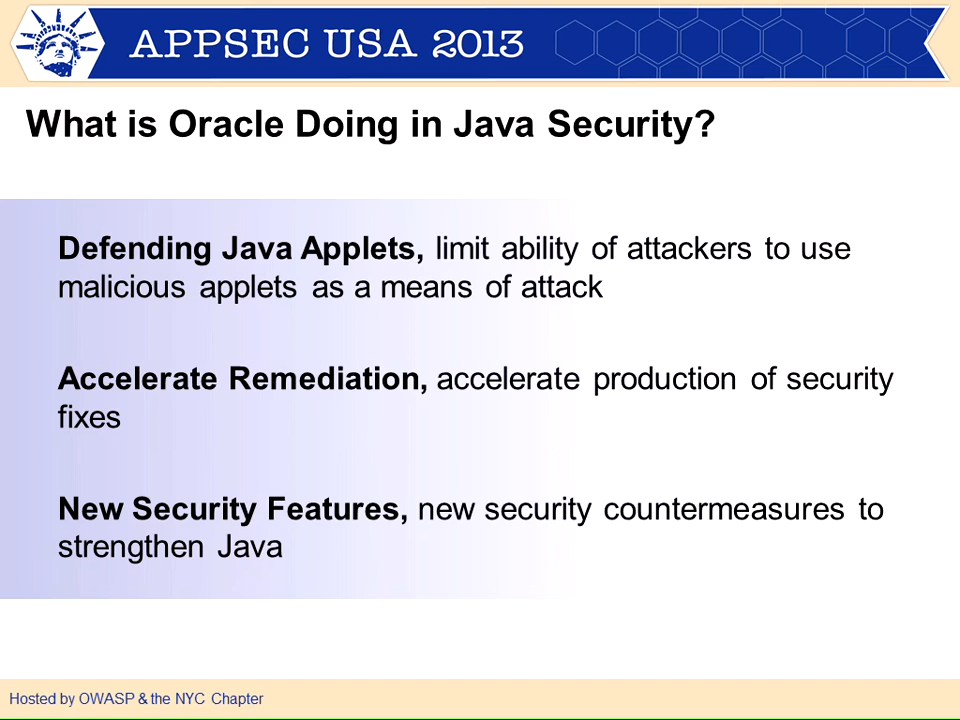 APPSEC USA 2013
What is Oracle Doing in Java Security?
Defending Java Applets, limit ability of attackers to use
malicious applets as a means of attack
Accelerate Remediation, accelerate production of security
fixes
New Security Features, new security countermeasures to
strengthen Java
Hosted by OWASP & the NYC Chapter